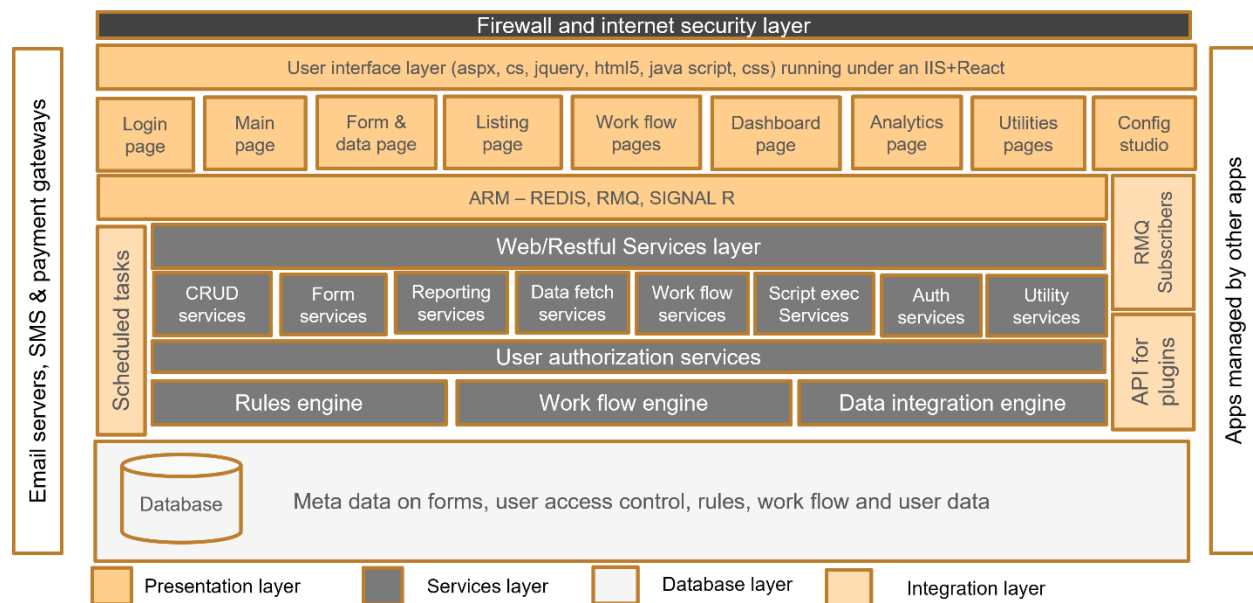 Firewall and internet security layer
User interface layer (aspx, cs, jquery, html5, java script, css) running under an IIS+React
Login
page
Main
page
Form &
data page
Listing
page
Work flow
pages
Dashboard
page
Analytics
page
Utilities
pages
Config
studio
ARM – REDIS, RMQ, SIGNAL R
RMQ
Subscribers
Scheduled tasks
Web/Restful Services layer
CRUD
services
Form
services
Reporting
services
Data fetch
services
Work flow
services
Script exec
Services
Auth
services
Utility
services
User authorization services
API for
plugins
Rules engine
Work flow engine
Data integration engine
Database
Meta data on forms, user access control, rules, work flow and user data
Email servers, SMS & payment gateways
Apps managed by other apps
Presentation layer
Services layer
Database layer
Integration layer